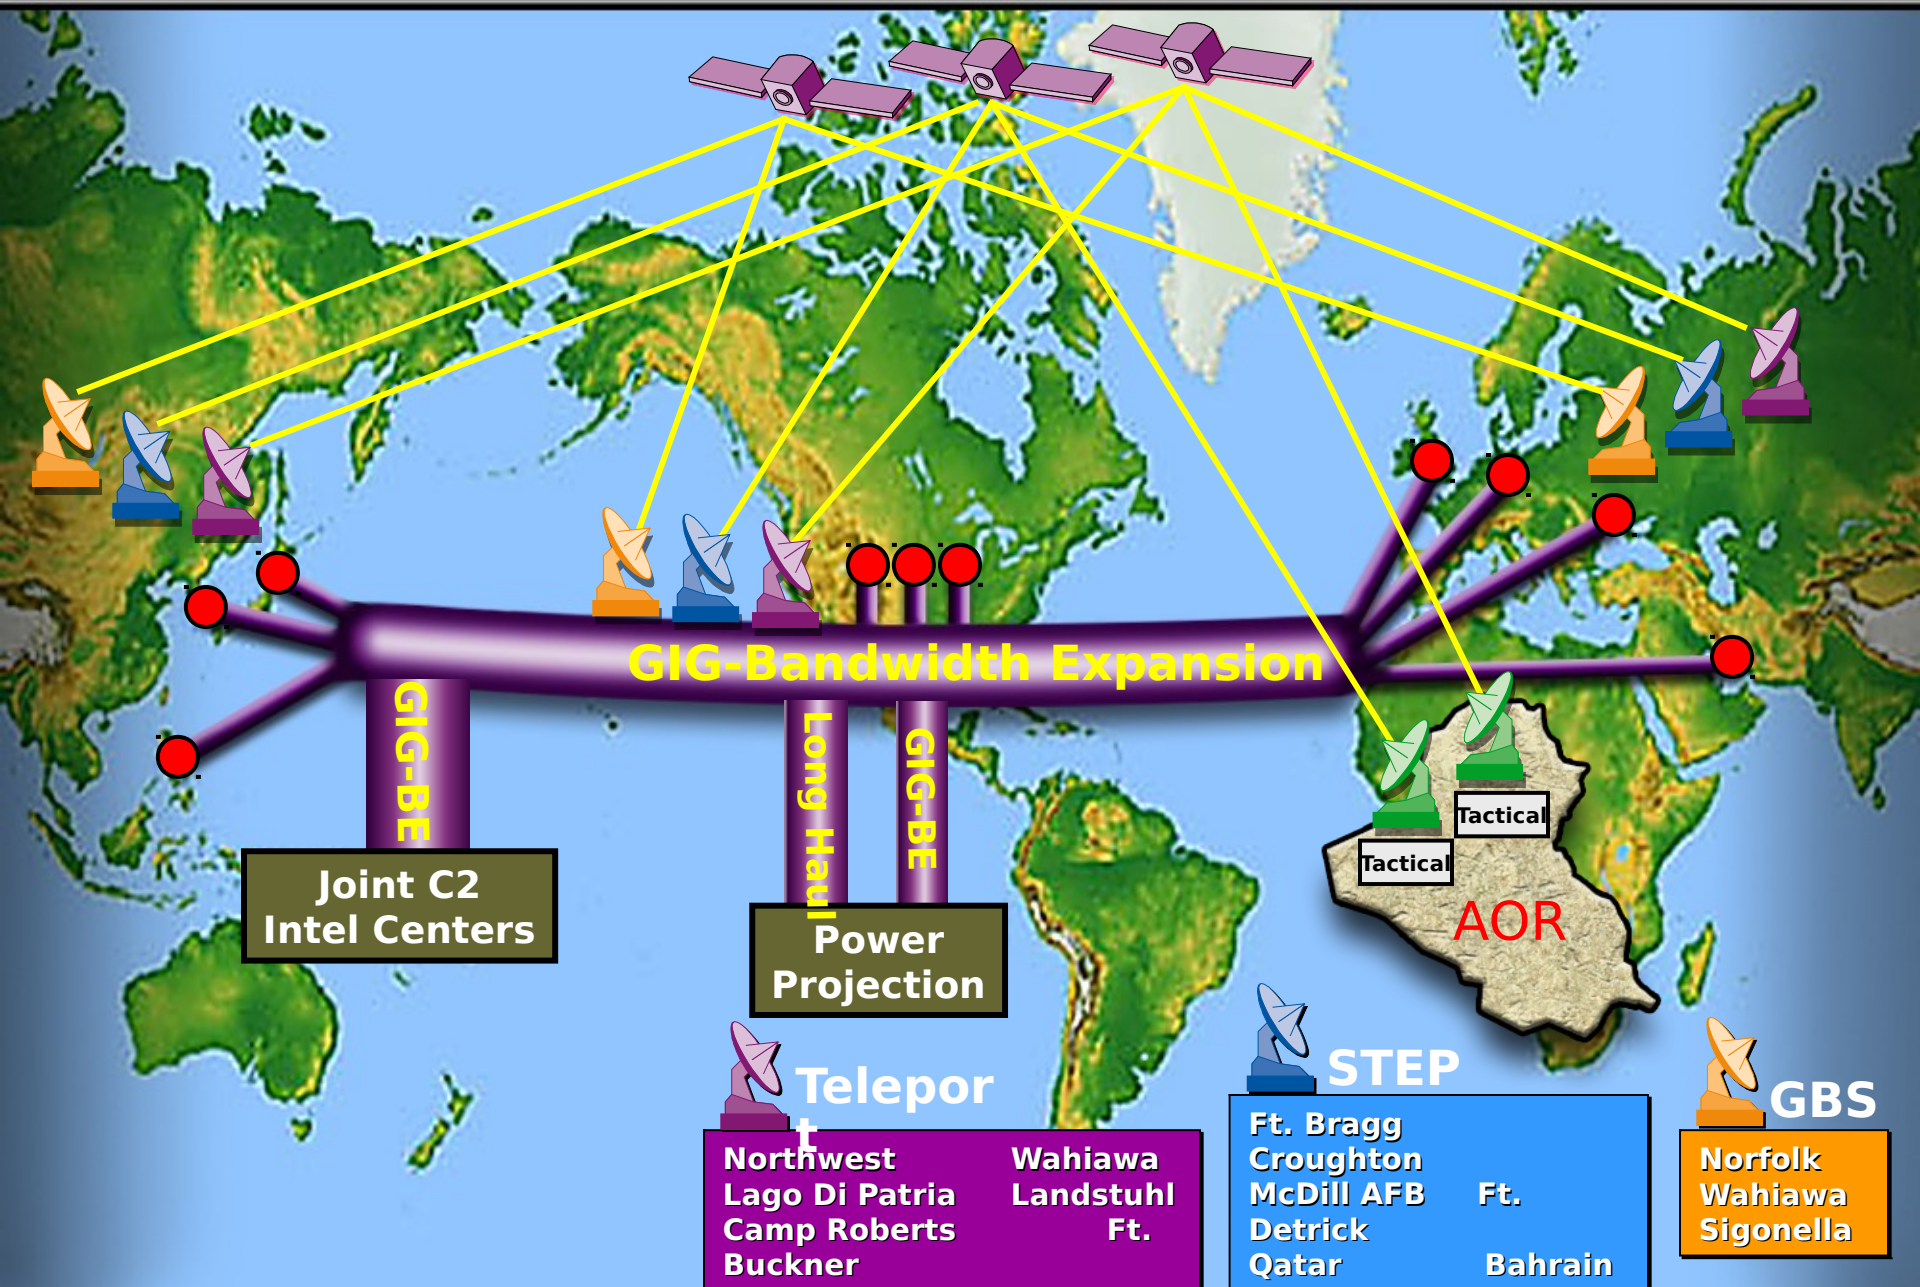 GIG-Bandwidth Expansion
GIG-BE
Long Haul
GIG-BE
Tactical
Tactical
Joint C2
Intel Centers
AOR
Power
Projection
Telepor
t
Northwest Wahiawa
Lago Di Patria Landstuhl
Camp Roberts Ft.
Buckner
STEP
Ft. Bragg
Croughton
McDill AFB Ft.
Detrick
Qatar Bahrain
GBS
Norfolk
Wahiawa
Sigonella